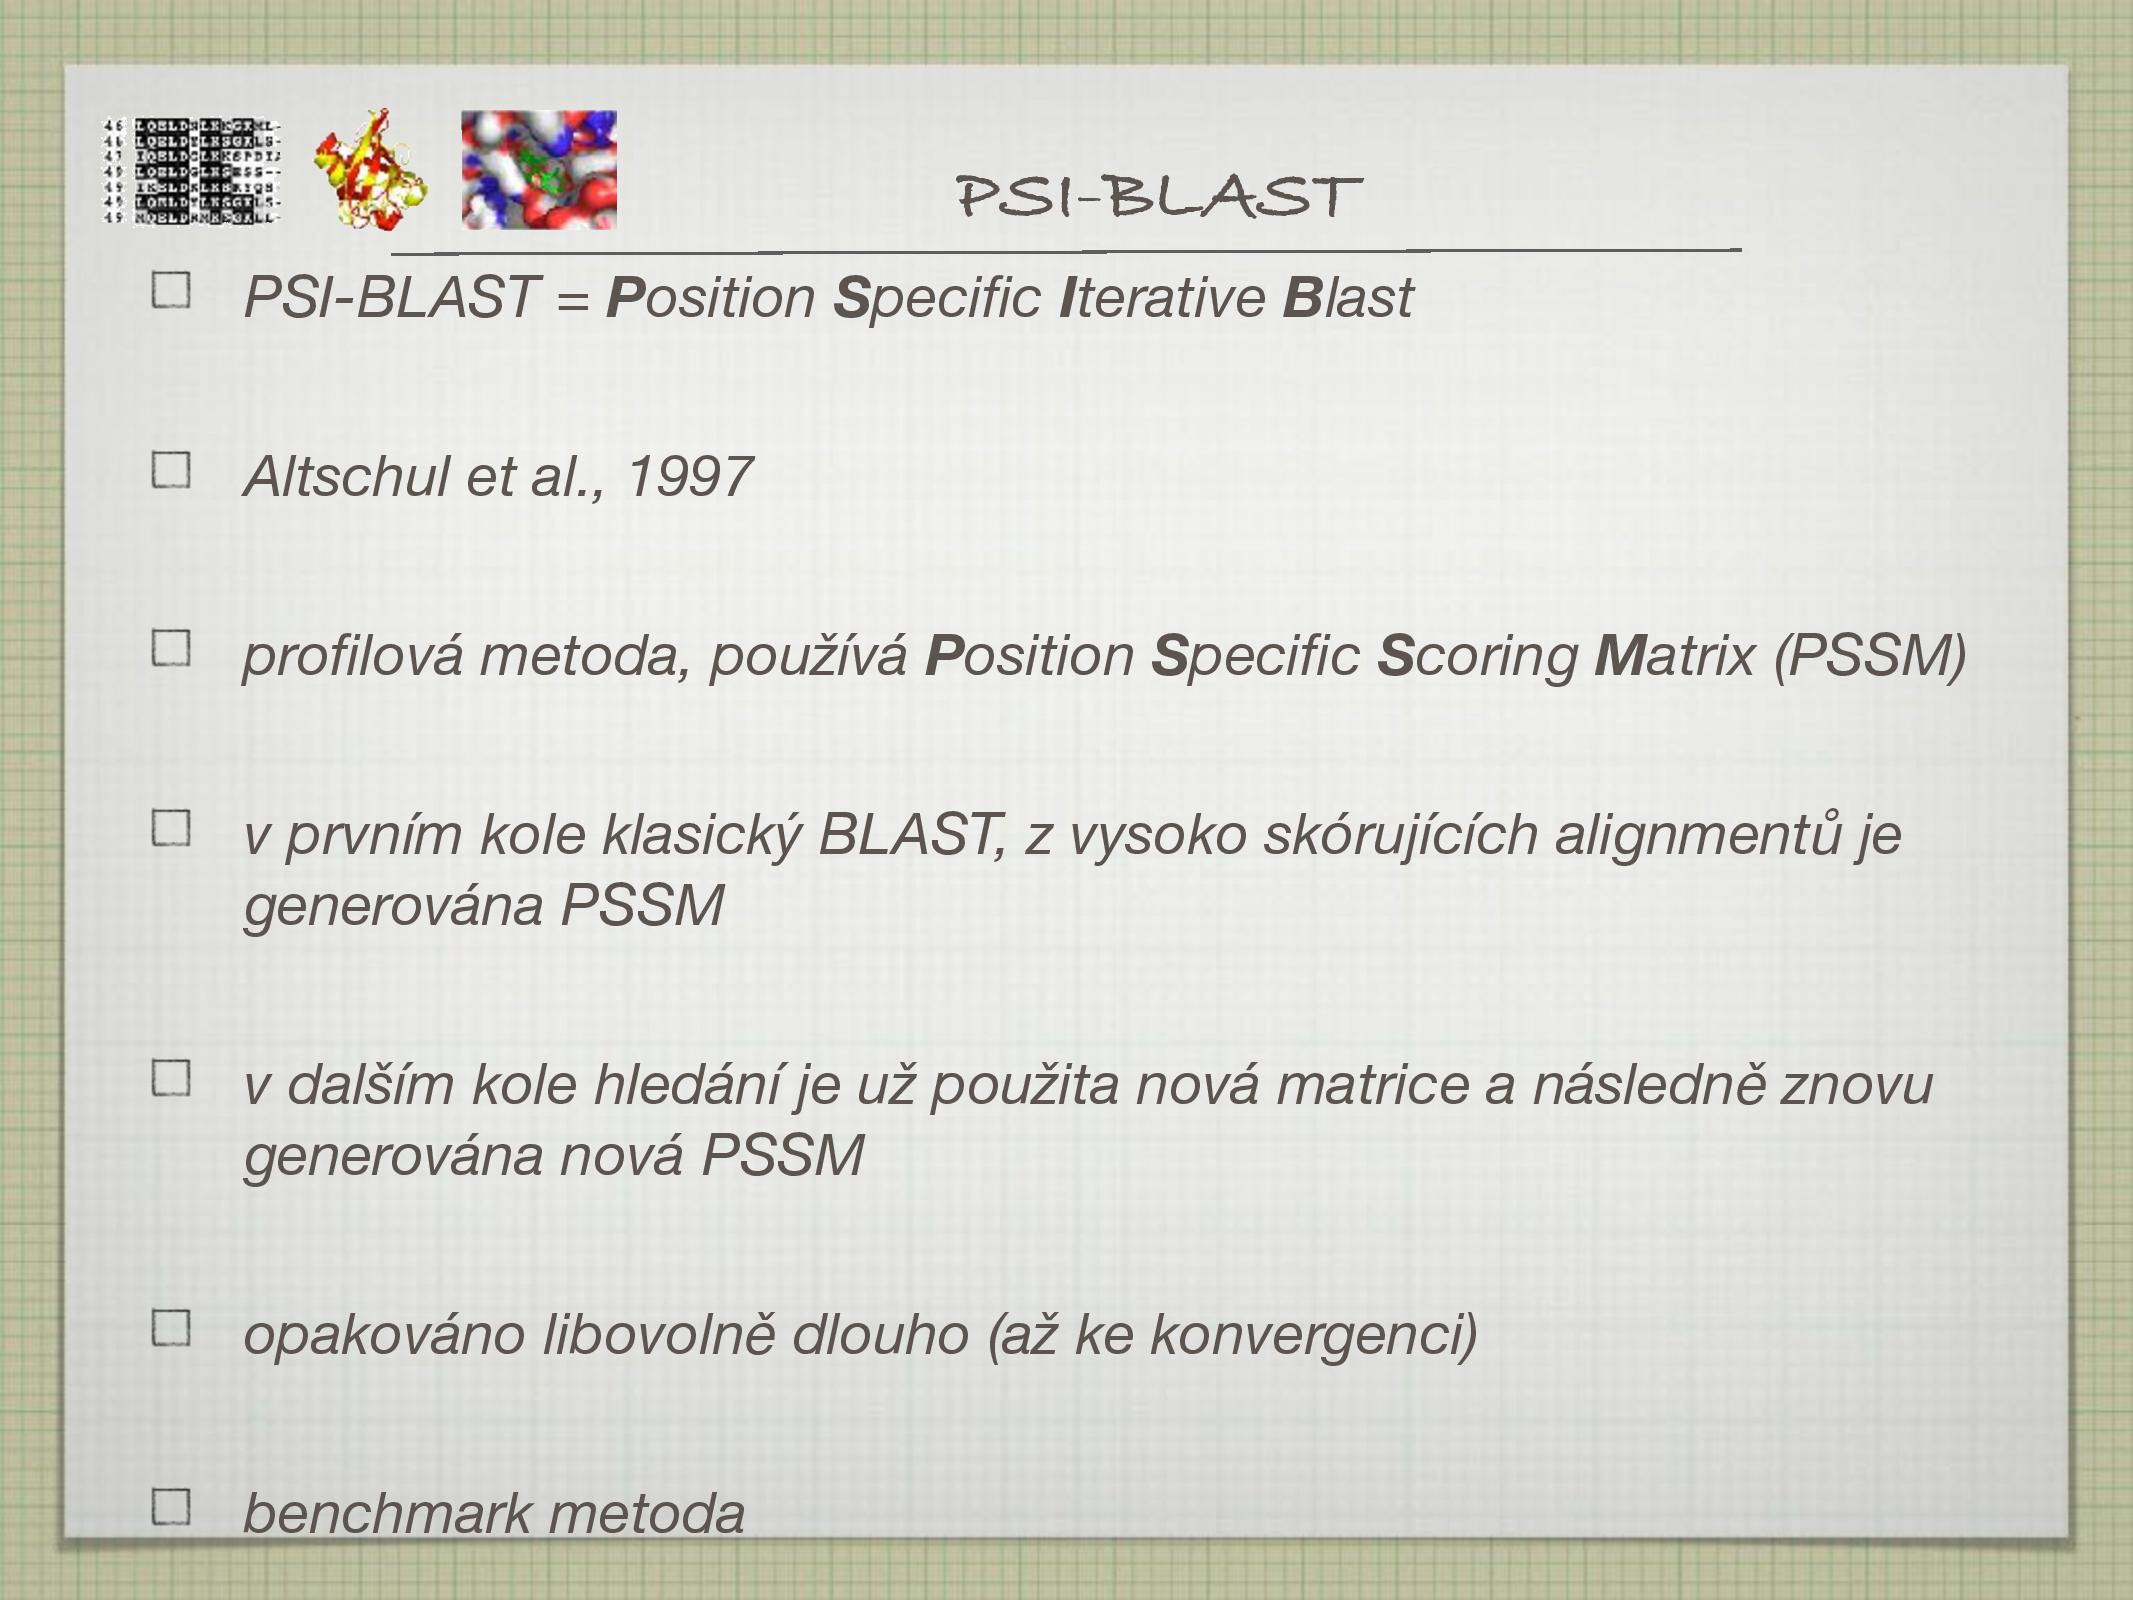 PSI-BLAST
PSI-BLAST = Position Specific Iterative Blast
Altschul et al., 1997
profilová metoda, používá Position Specific Scoring Matrix (PSSM)
v prvním kole klasický BLAST, z vysoko skórujících alignmentů je
generována PSSM
v dalším kole hledání je už použita nová matrice a následně znovu
generována nová PSSM
opakováno libovolně dlouho (až ke konvergenci)
benchmark metoda